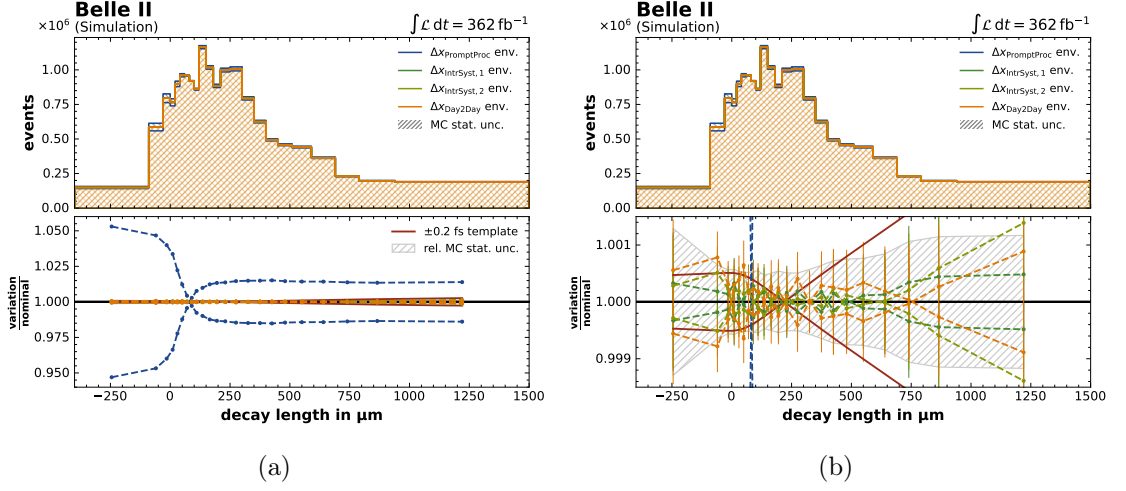 Belle II
(Simulation)
∫ℒ dt = 362 fb⁻¹
×10⁶
1.00
0.75
0.50
0.25
0.00
events
Δx_PromptProc env.
Δx_IntrSyst, 1 env.
Δx_IntrSyst, 2 env.
Δx_Day2Day env.
MC stat. unc.
1.050
1.025
1.000
0.975
0.950
variation
nominal
±0.2 fs template
rel. MC stat. unc.
−250 0 250 500 750 1000 1250 1500
decay length in µm
(a)
Belle II
(Simulation)
∫ℒ dt = 362 fb⁻¹
×10⁶
1.00
0.75
0.50
0.25
0.00
events
Δx_PromptProc env.
Δx_IntrSyst, 1 env.
Δx_IntrSyst, 2 env.
Δx_Day2Day env.
MC stat. unc.
1.001
1.000
0.999
variation
nominal
−250 0 250 500 750 1000 1250 1500
decay length in µm
(b)